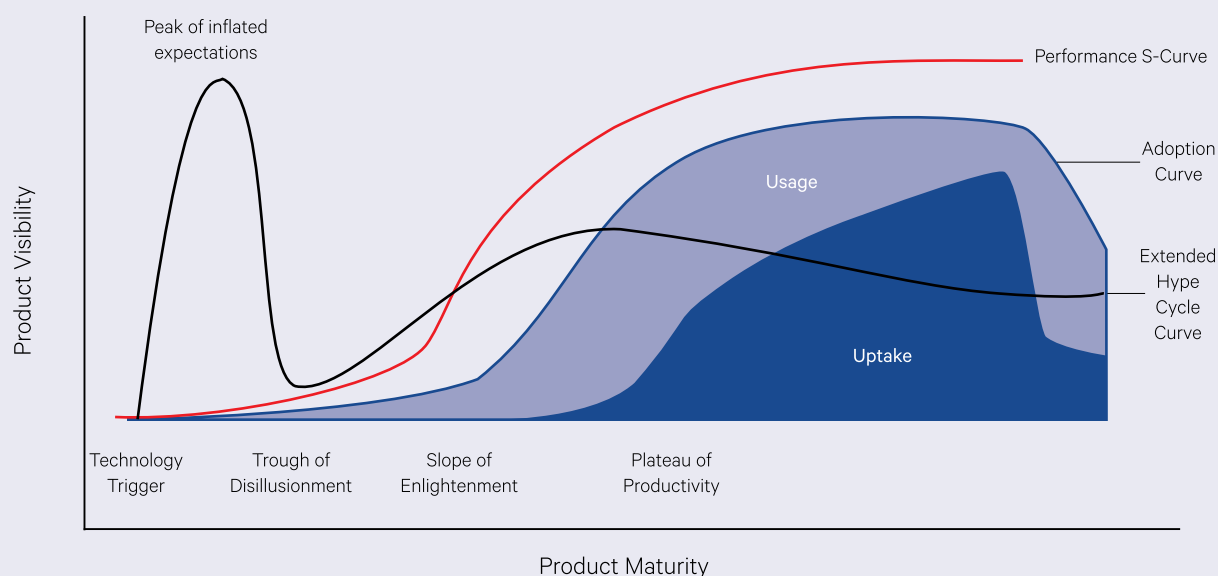 Peak of inflated
expectations
Performance S-Curve
Adoption
Curve
Usage
Extended
Hype
Cycle
Curve
Uptake
Product Visibility
Technology
Trigger
Trough of
Disillusionment
Slope of
Enlightenment
Plateau of
Productivity
Product Maturity